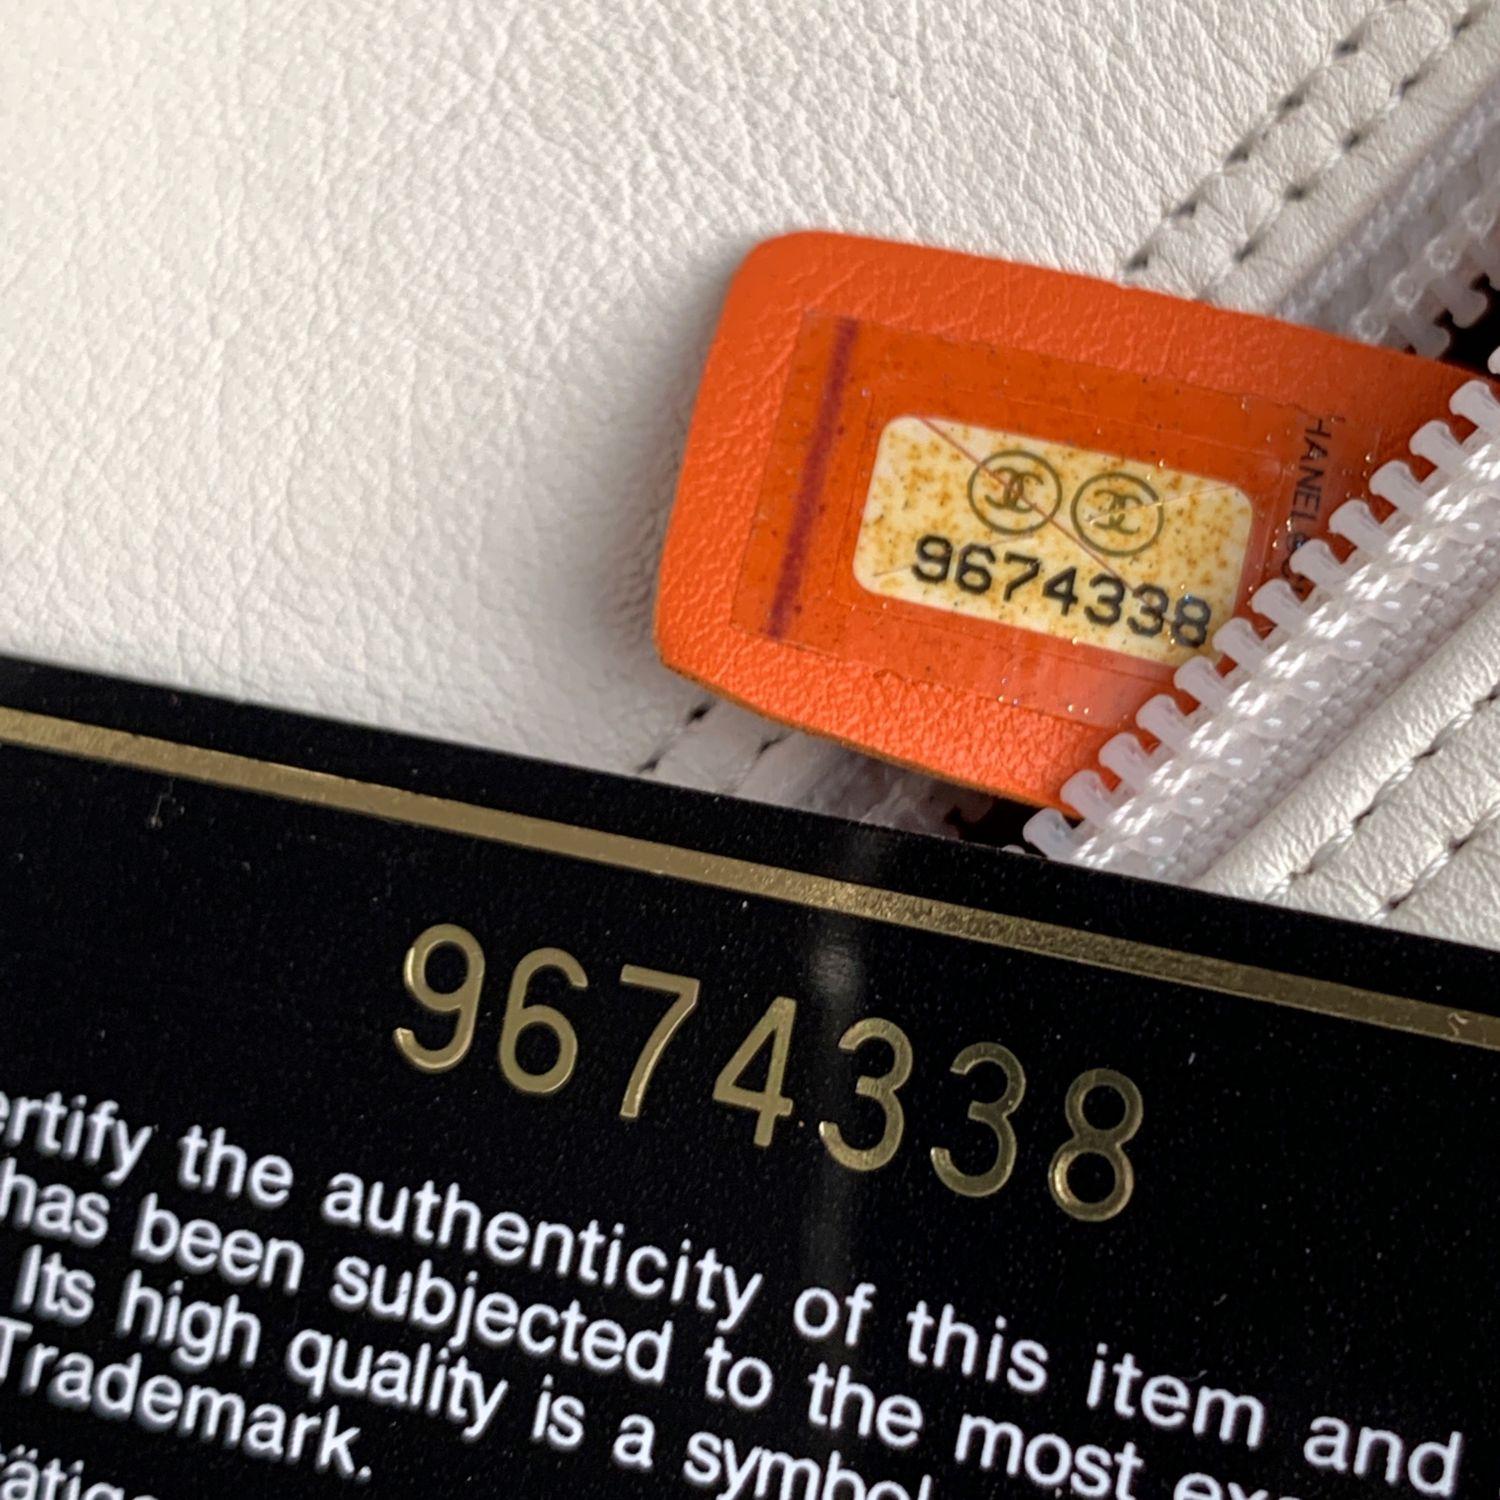 HANEL
9674338
9674338
ertify the authenticity of this item and
has been subjected to the most
Its high quality is a symbol
Trademark.